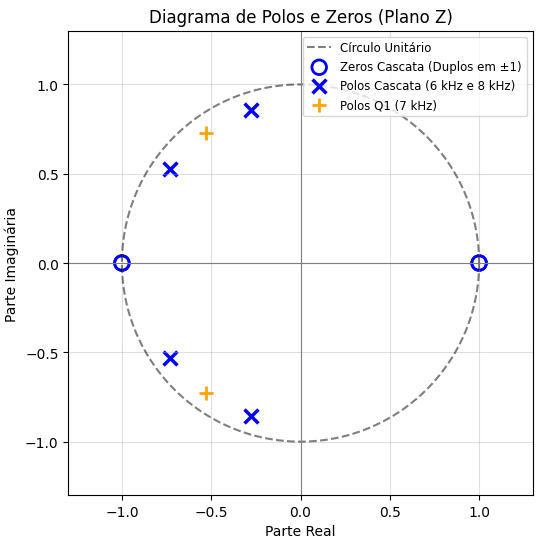 Diagrama de Polos e Zeros (Plano Z)
Círculo Unitário
Zeros Cascata (Duplos em ±1)
Polos Cascata (6 kHz e 8 kHz)
Polos Q1 (7 kHz)
Parte Imaginária
1.0
0.5
0.0
−0.5
−1.0
−1.0 −0.5 0.0 0.5 1.0
Parte Real